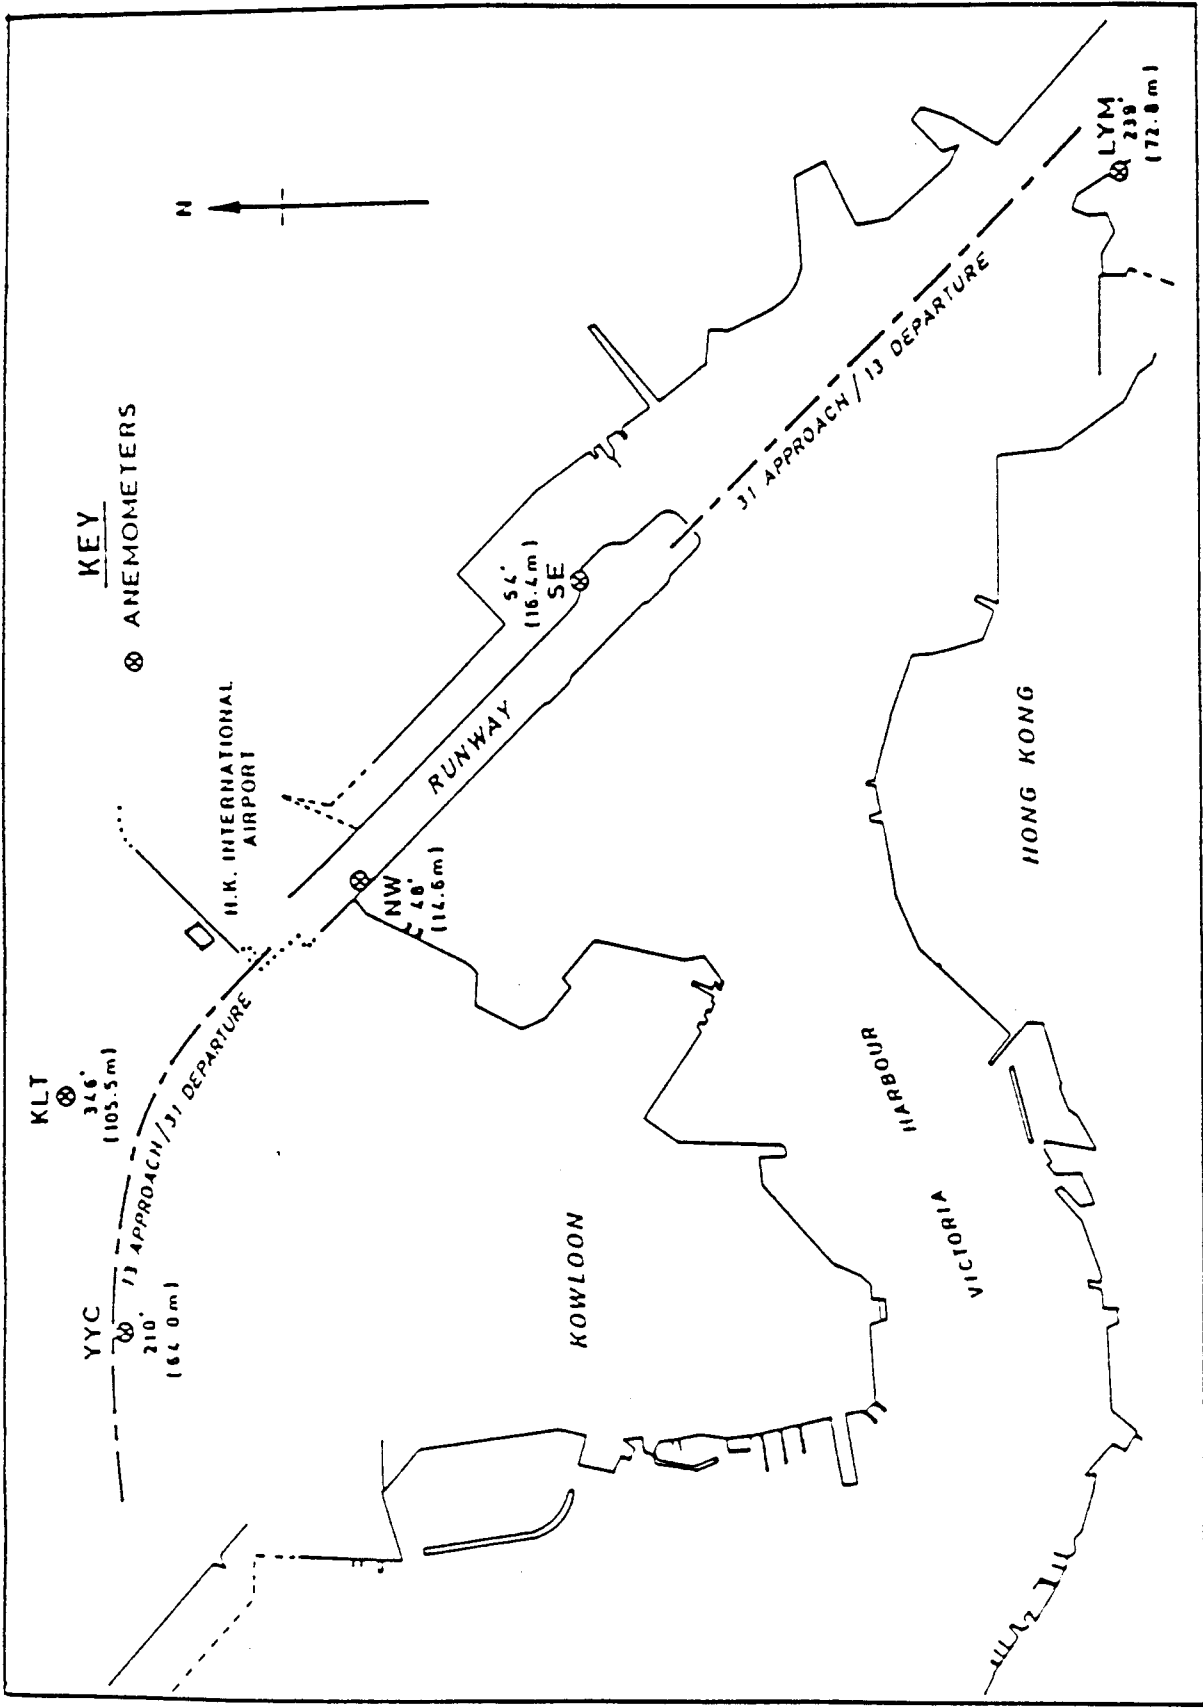 KEY
⊗ ANEMOMETERS
N
KLT
346'
(105.5m)
YYC
210'
(64.0m)
13 APPROACH/31 DEPARTURE
H.K. INTERNATIONAL
AIRPORT
NW
48'
(14.6m)
RUNWAY
54'
(16.4m)
SE
31 APPROACH/13 DEPARTURE
LYM
239'
(72.8m)
KOWLOON
VICTORIA HARBOUR
HONG KONG